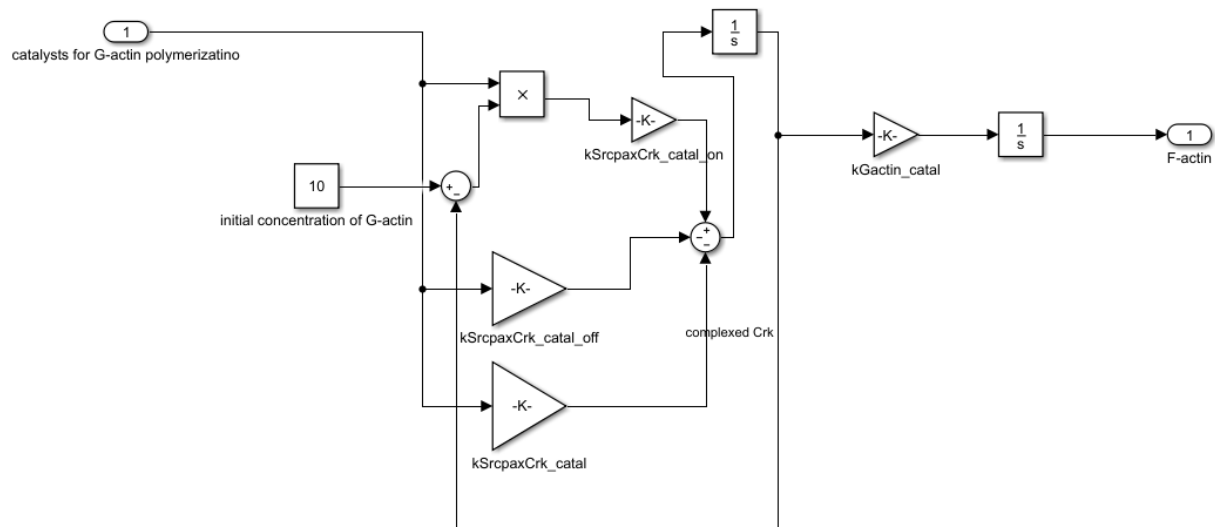 1
catalysts for G-actin polymerizatino
×
1
s
-K-
kSrcpaxCrk_catal_on
10
initial concentration of G-actin
+
−
-K-
kGactin_catal
1
s
1
F-actin
+
−
−
-K-
kSrcpaxCrk_catal_off
complexed Crk
-K-
kSrcpaxCrk_catal